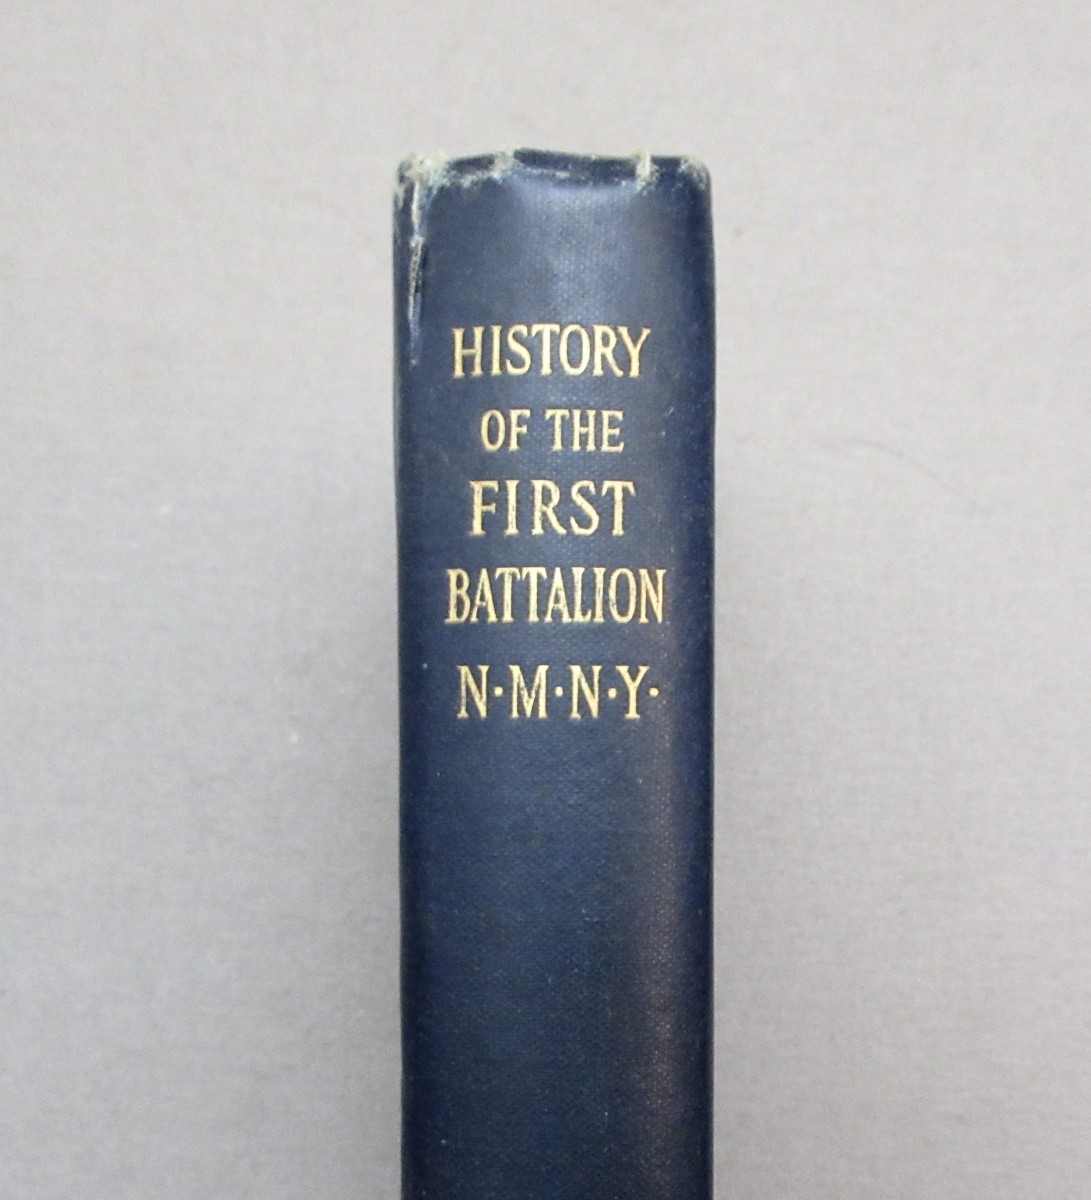 HISTORY
OF THE
FIRST
BATTALION
N·M·N·Y·